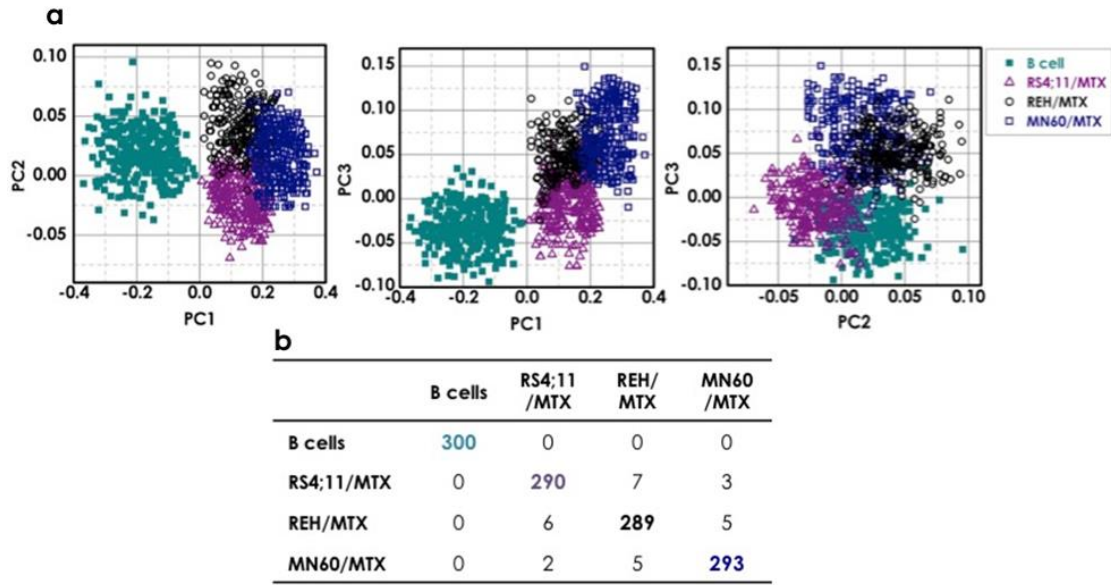 a
0.10
0.05
0.00
-0.05
PC2
-0.4
-0.2
0.0
0.2
0.4
PC1
0.15
0.10
0.05
0.00
-0.05
-0.10
PC3
-0.4
-0.2
0.0
0.2
0.4
PC1
0.15
0.10
0.05
0.00
-0.05
-0.10
PC3
-0.05
0.00
0.05
0.10
PC2
B cell
RS4;11/MTX
REH/MTX
MN60/MTX
b
B cells RS4;11 REH/ MN60
/MTX MTX /MTX
B cells 300 0 0 0
RS4;11/MTX 0 290 7 3
REH/MTX 0 6 289 5
MN60/MTX 0 2 5 293